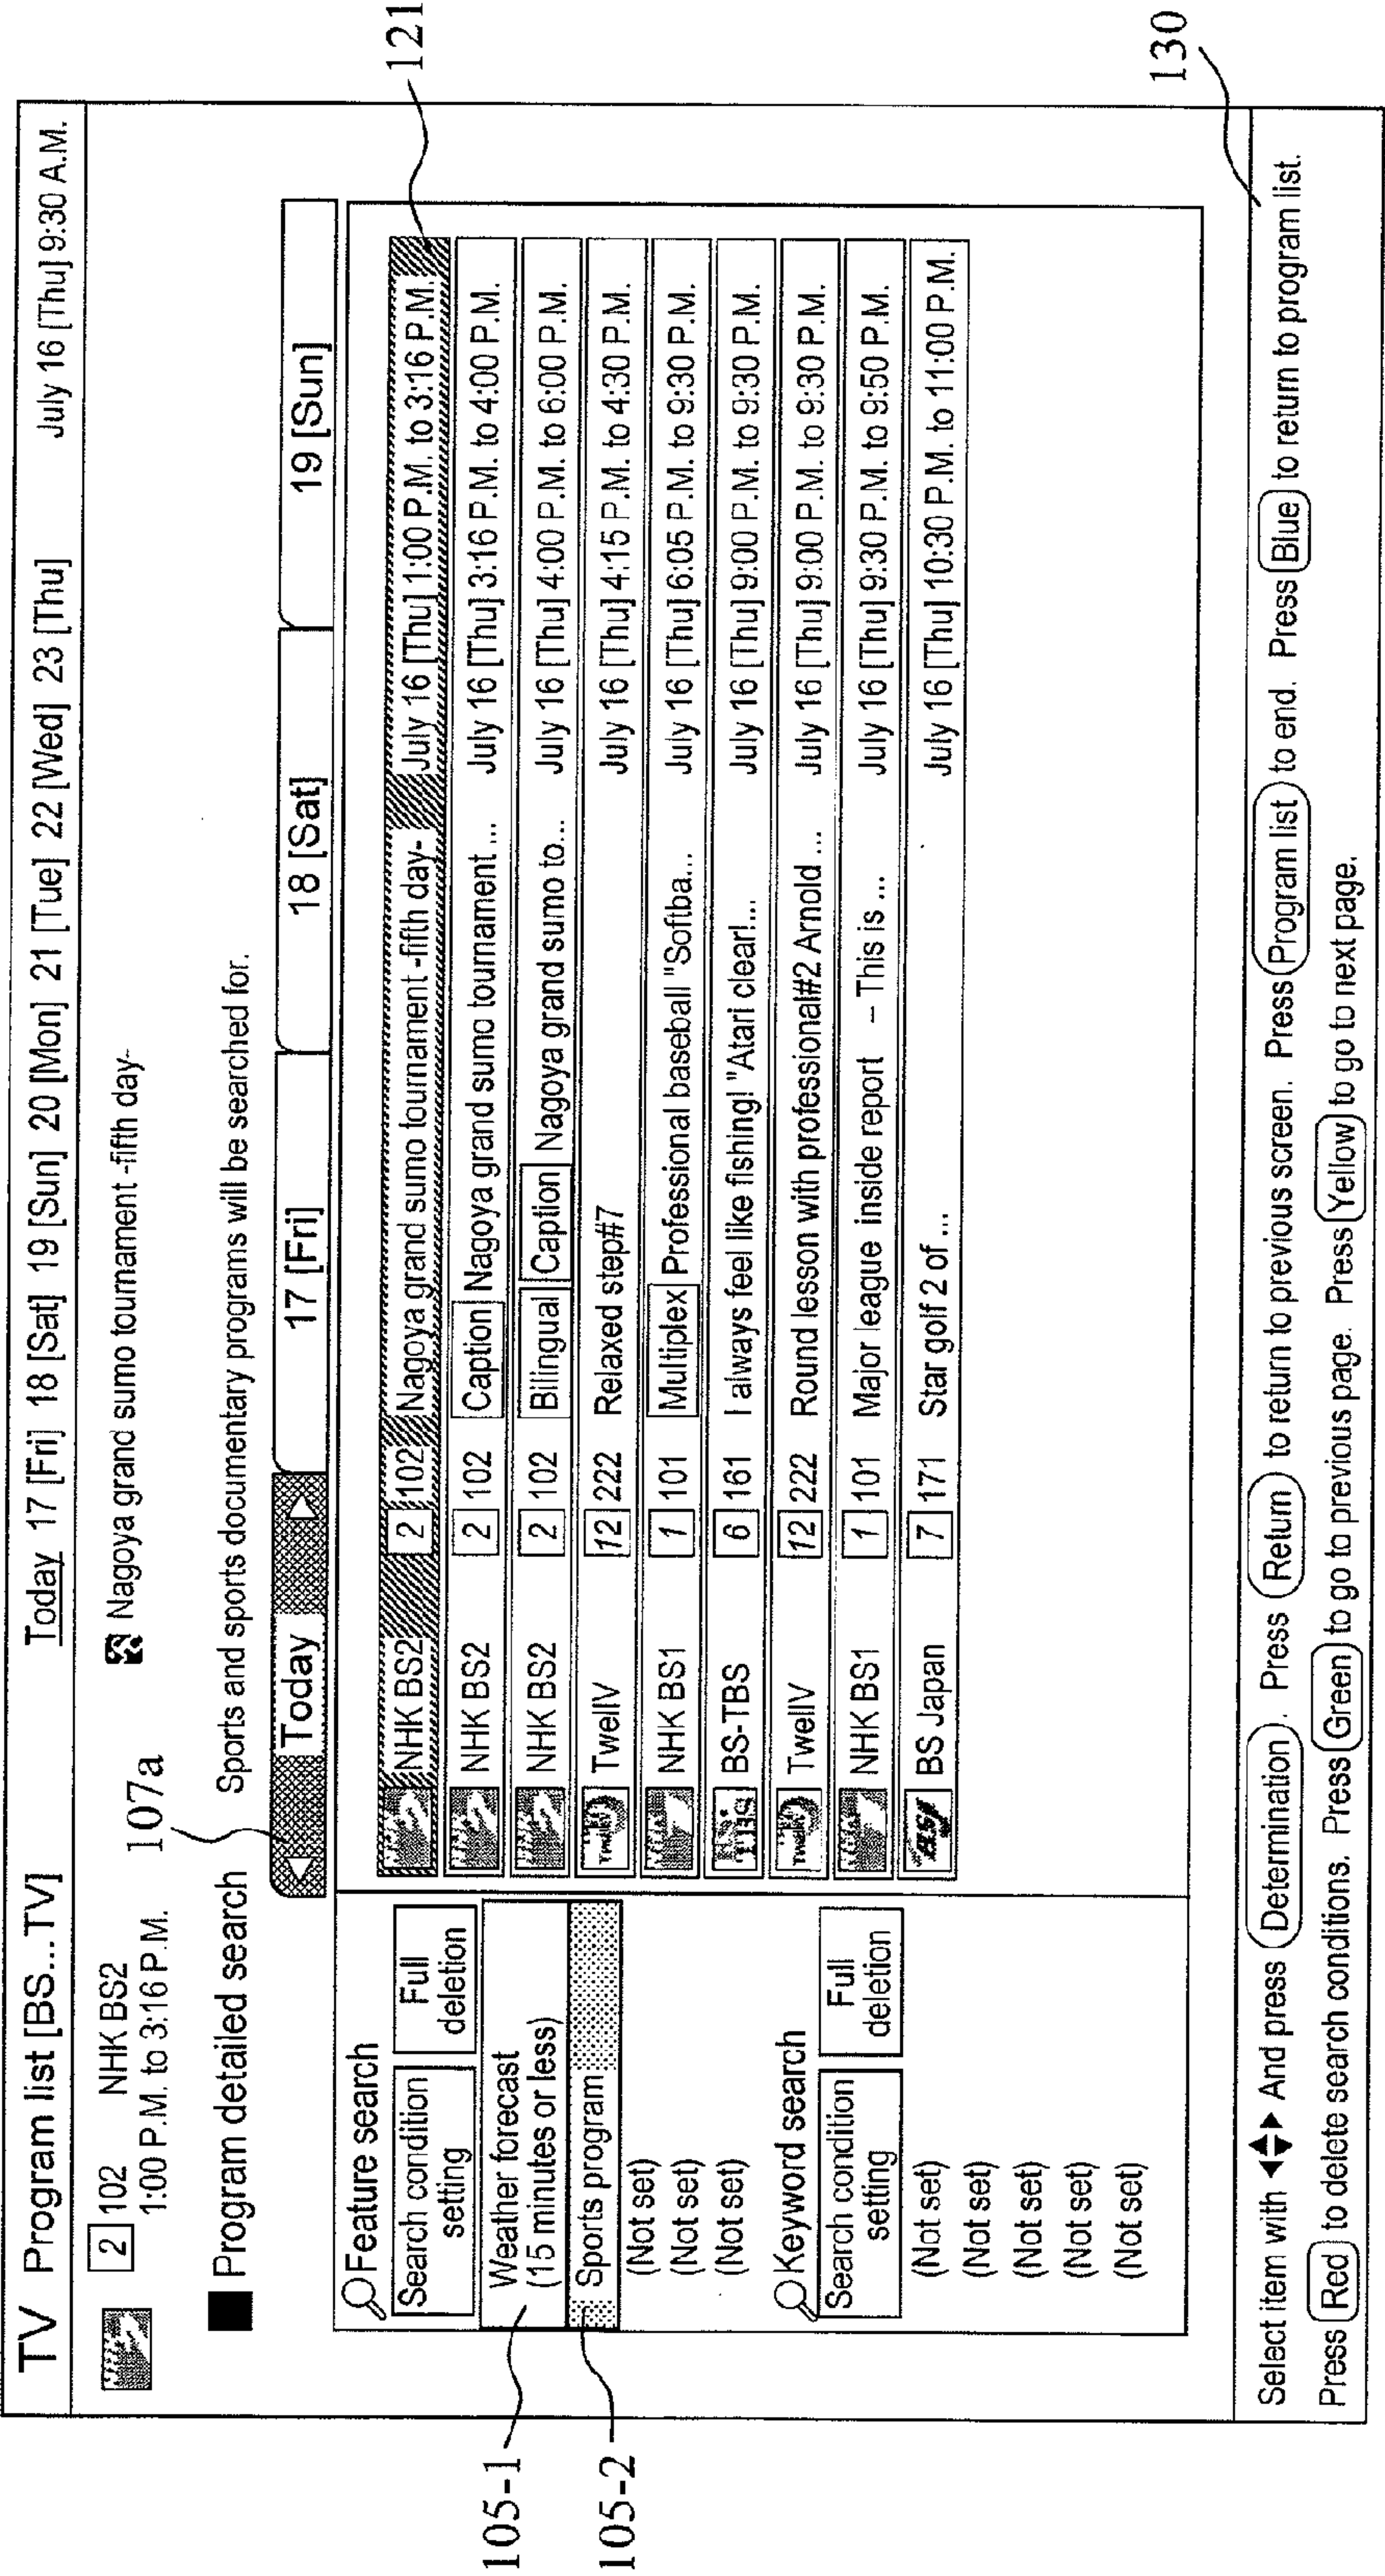 TV Program list [BS...TV] Today 17 [Fri] 18 [Sat] 19 [Sun] 20 [Mon] 21 [Tue] 22 [Wed] 23 [Thu] July 16 [Thu] 9:30 A.M.
2 102 NHK BS2 Nagoya grand sumo tournament -fifth day-
1:00 P.M. to 3:16 P.M.
107a
Program detailed search Sports and sports documentary programs will be searched for.
Today 17 [Fri] 18 [Sat] 19 [Sun]
Feature search
Search condition setting
Full deletion
105-1
Weather forecast
(15 minutes or less)
105-2
Sports program
(Not set)
(Not set)
(Not set)
Keyword search
Search condition setting
Full deletion
(Not set)
(Not set)
(Not set)
(Not set)
(Not set)
121
NHK BS2 2 102 Nagoya grand sumo tournament -fifth day- July 16 [Thu] 1:00 P.M. to 3:16 P.M.
NHK BS2 2 102 Caption Nagoya grand sumo tournament ... July 16 [Thu] 3:16 P.M. to 4:00 P.M.
NHK BS2 2 102 Bilingual Caption Nagoya grand sumo to... July 16 [Thu] 4:00 P.M. to 6:00 P.M.
TwellV 12 222 Relaxed step#7 July 16 [Thu] 4:15 P.M. to 4:30 P.M.
NHK BS1 1 101 Multiplex Professional baseball "Softba... July 16 [Thu] 6:05 P.M. to 9:30 P.M.
BS-TBS 6 161 I always feel like fishing! "Atari clear!... July 16 [Thu] 9:00 P.M. to 9:30 P.M.
TwellV 12 222 Round lesson with professional#2 Arnold ... July 16 [Thu] 9:00 P.M. to 9:30 P.M.
NHK BS1 1 101 Major league inside report – This is ... July 16 [Thu] 9:30 P.M. to 9:50 P.M.
BS Japan 7 171 Star golf 2 of ... July 16 [Thu] 10:30 P.M. to 11:00 P.M.
130
Select item with And press Determination. Press Return to return to previous screen. Press Program list to end. Press Blue to return to program list.
Press Red to delete search conditions. Press Green to go to previous page. Press Yellow to go to next page.